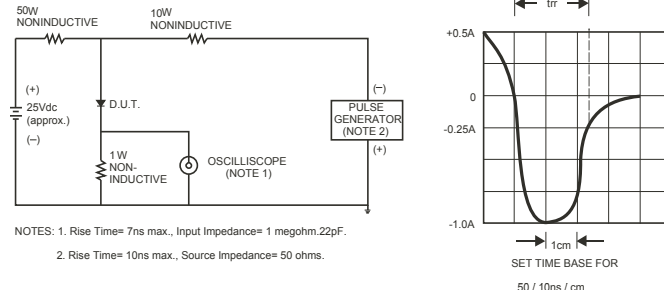 50W
NONINDUCTIVE
10W
NONINDUCTIVE
(+)
25Vdc
(approx.)
(–)
D.U.T.
1W
NON-
INDUCTIVE
OSCILLISCOPE
(NOTE 1)
(–)
PULSE
GENERATOR
(NOTE 2)
(+)
NOTES: 1. Rise Time= 7ns max., Input Impedance= 1 megohm.22pF.
2. Rise Time= 10ns max., Source Impedance= 50 ohms.
trr
+0.5A
0
-0.25A
-1.0A
1cm
SET TIME BASE FOR
50 / 10ns / cm